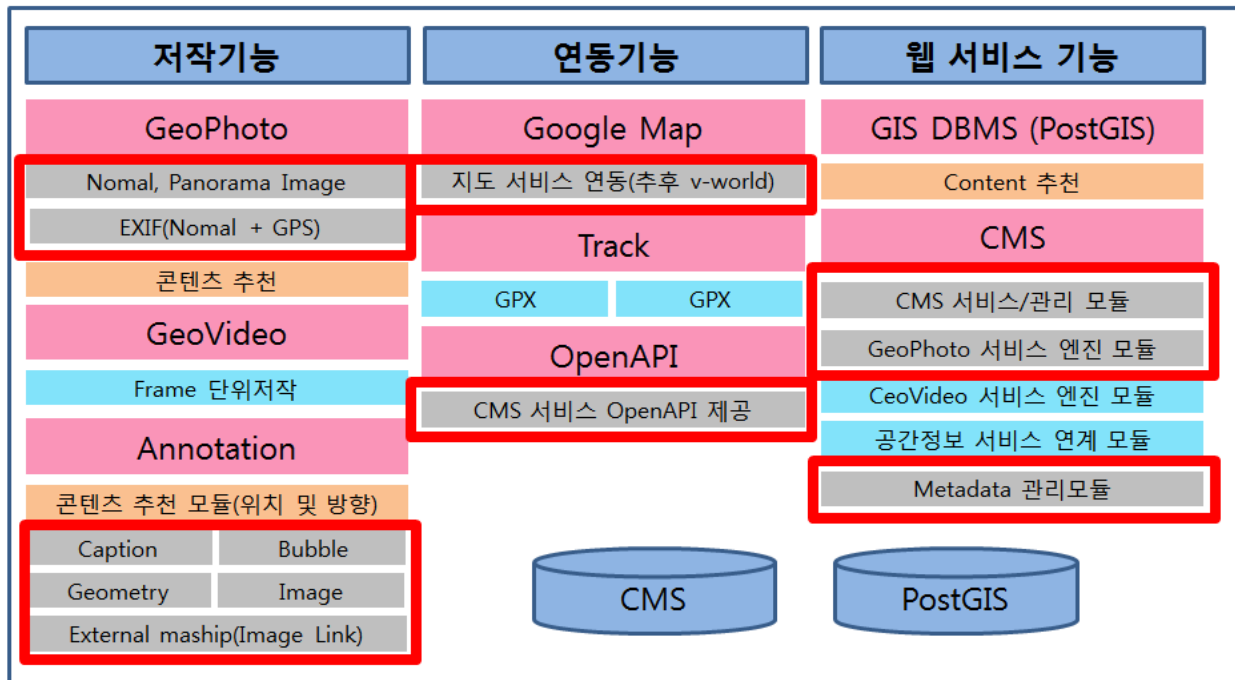 저작기능
GeoPhoto
Nomal, Panorama Image
EXIF(Nomal + GPS)
콘텐츠 추천
GeoVideo
Frame 단위저작
Annotation
콘텐츠 추천 모듈(위치 및 방향)
Caption
Bubble
Geometry
Image
External maship(Image Link)
연동기능
Google Map
지도 서비스 연동(추후 v-world)
Track
GPX
GPX
OpenAPI
CMS 서비스 OpenAPI 제공
웹 서비스 기능
GIS DBMS (PostGIS)
Content 추천
CMS
CMS 서비스/관리 모듈
GeoPhoto 서비스 엔진 모듈
CeoVideo 서비스 엔진 모듈
공간정보 서비스 연계 모듈
Metadata 관리모듈
CMS
PostGIS